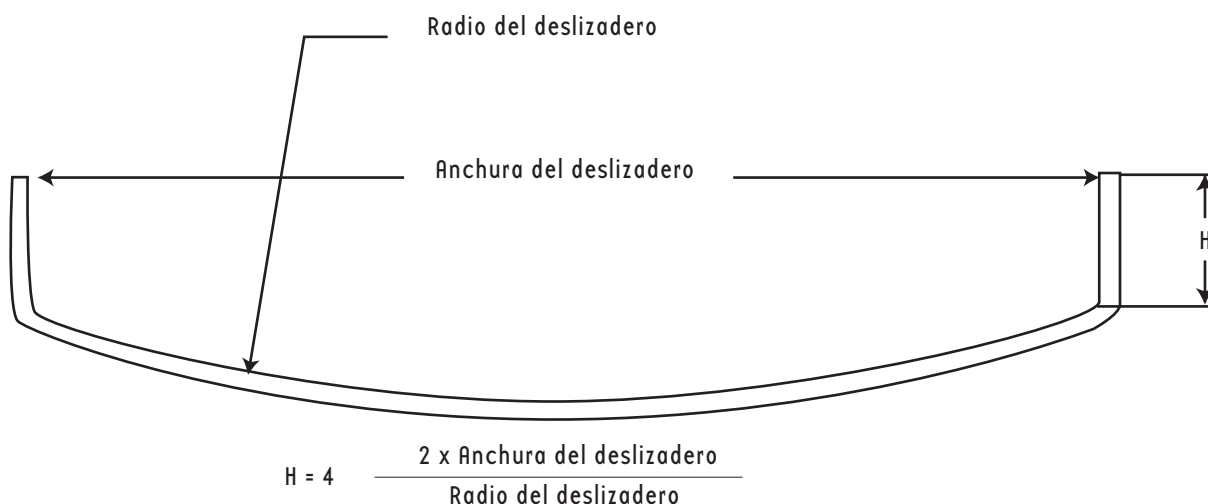 Radio del deslizadero
Anchura del deslizadero
H
H = 4
2 x Anchura del deslizadero
Radio del deslizadero